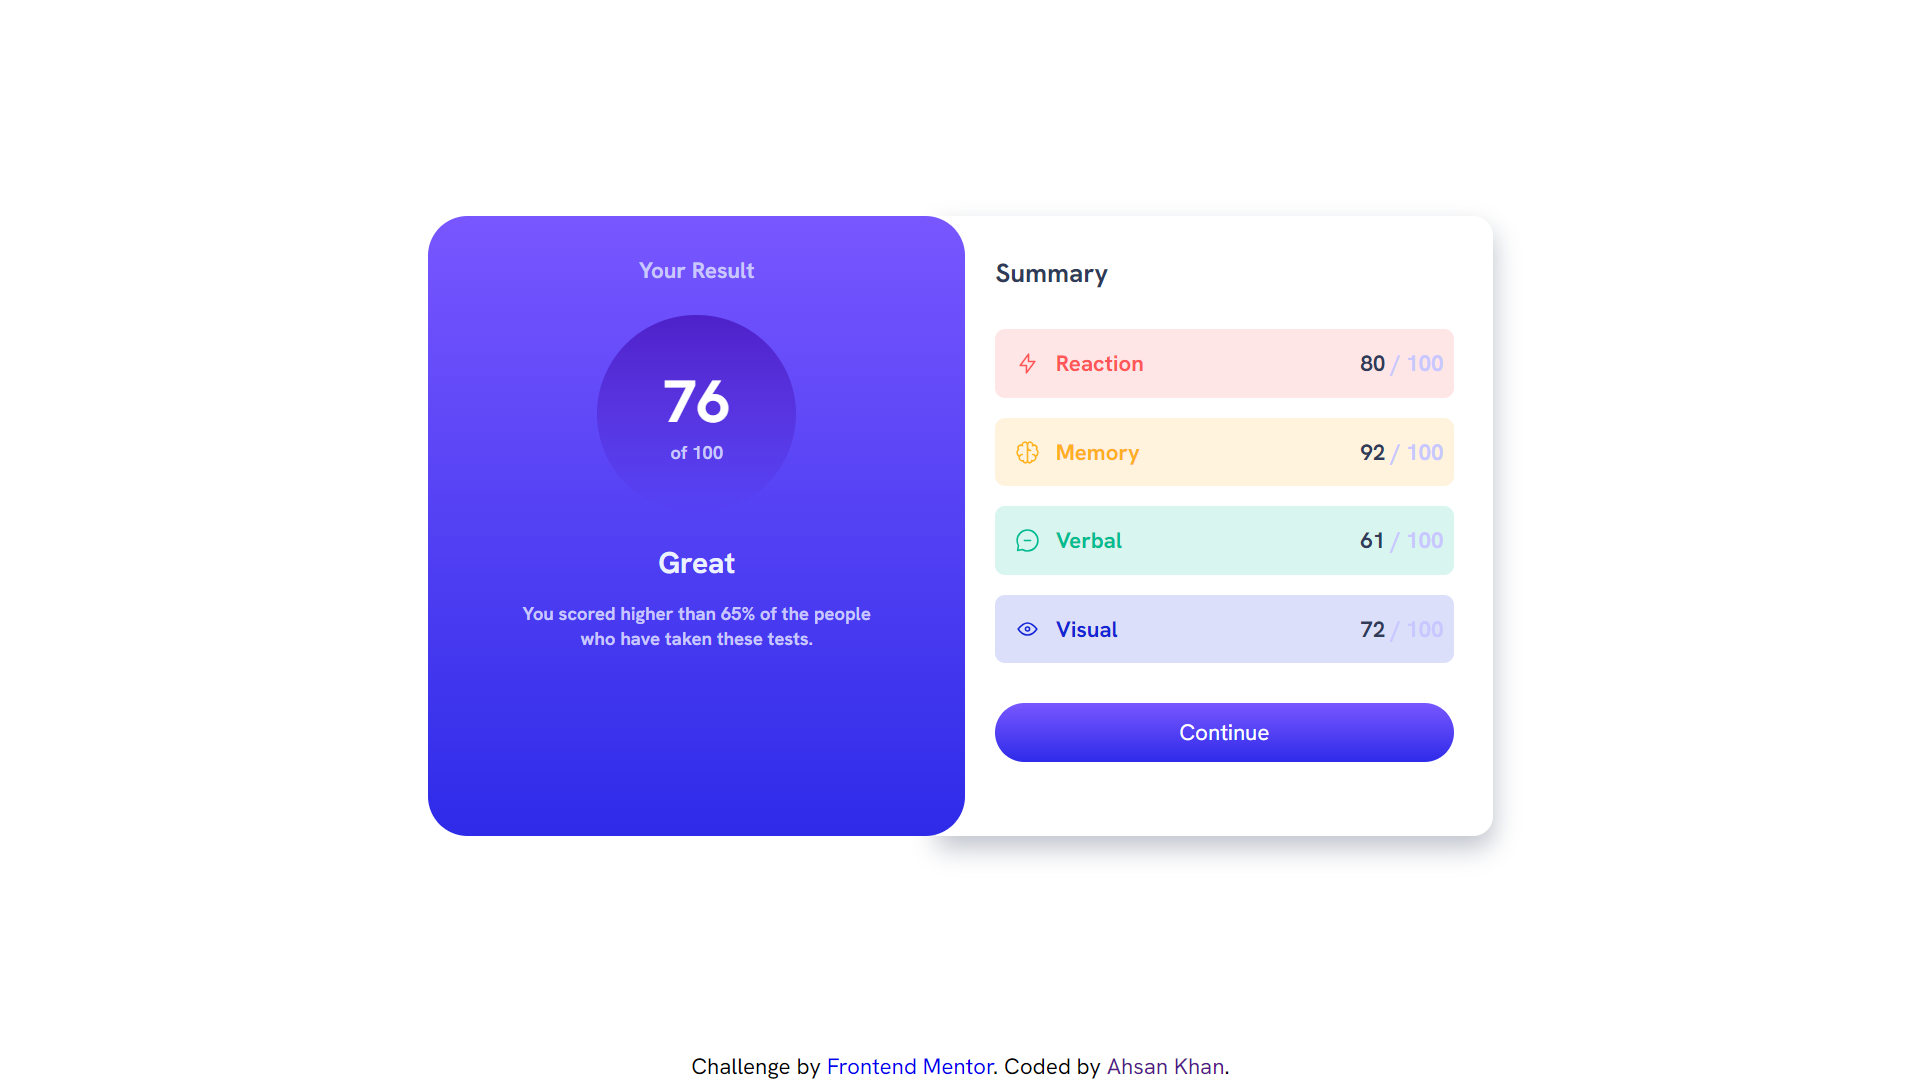 Your Result
76
of 100
Great
You scored higher than 65% of the people
who have taken these tests.
Summary
Reaction 80 / 100
Memory 92 / 100
Verbal 61 / 100
Visual 72 / 100
Continue
Challenge by Frontend Mentor. Coded by Ahsan Khan.